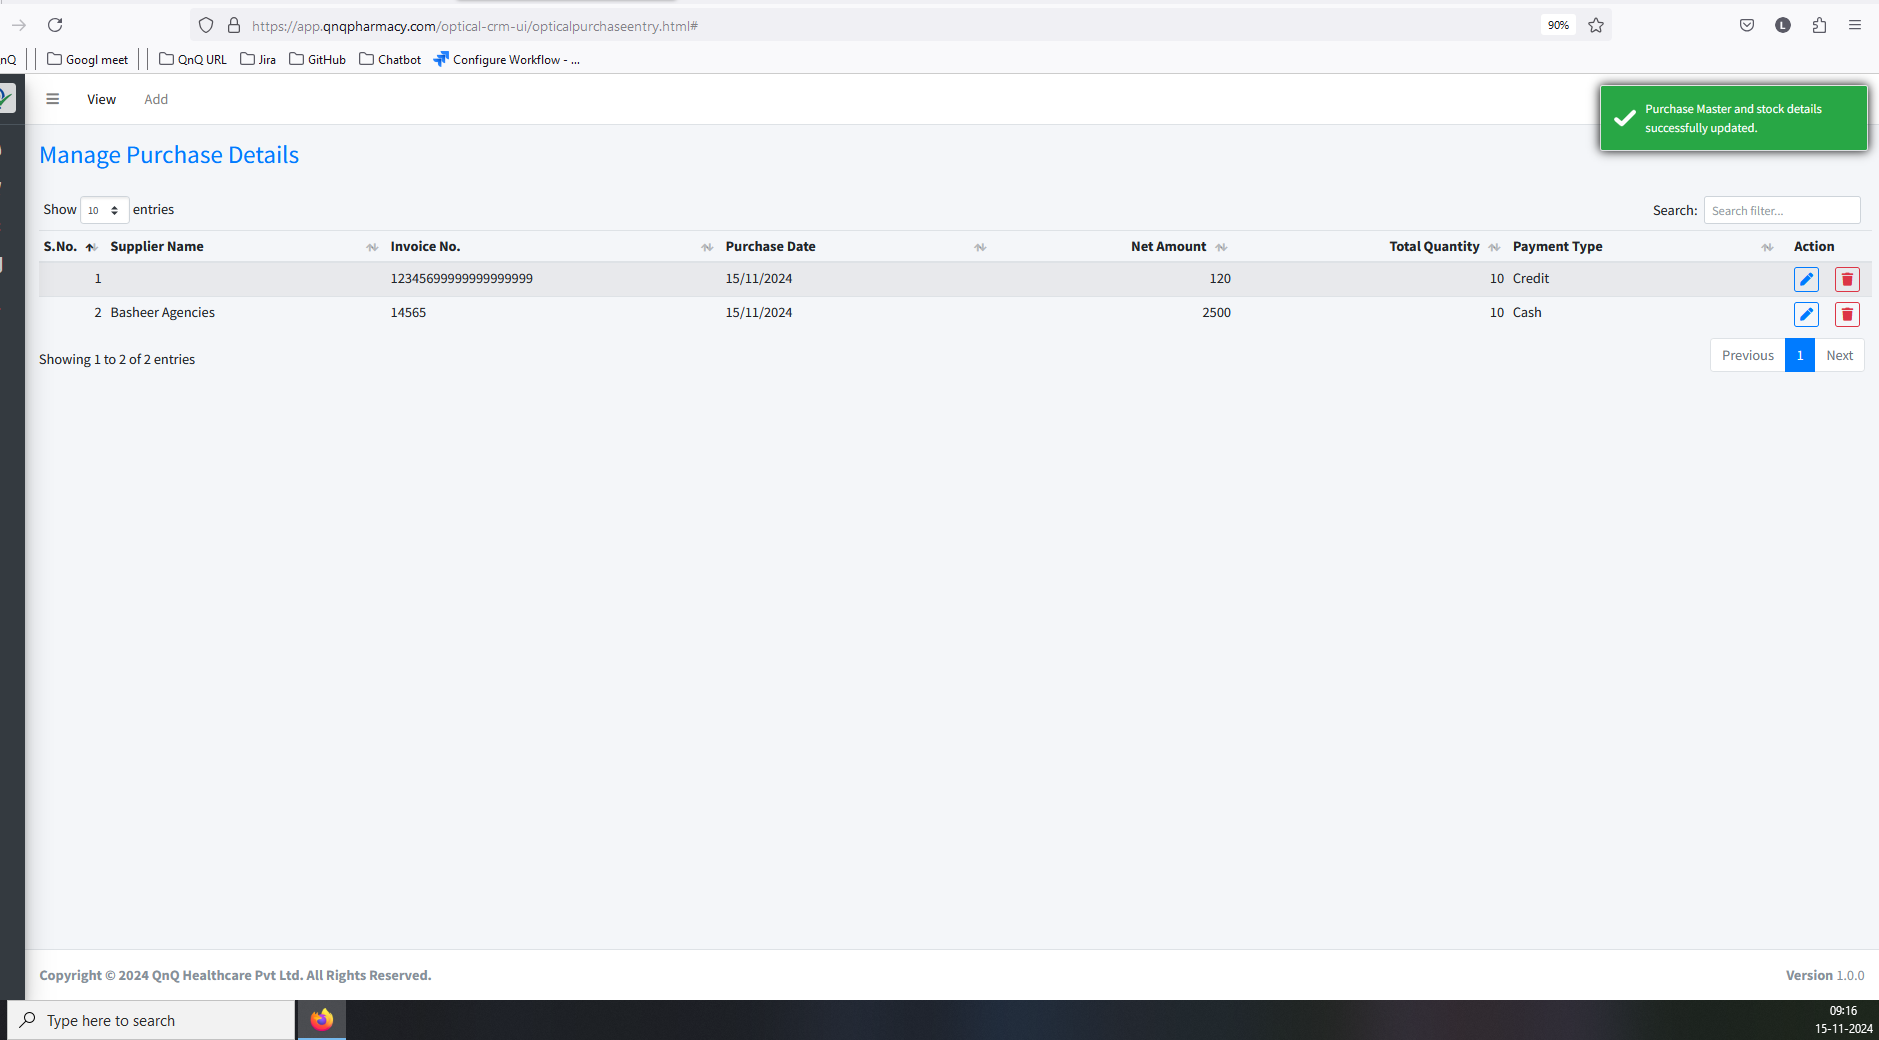 https://app.qnqpharmacy.com/optical-crm-ui/opticalpurchaseentry.html#
90%
L
nQ
Googl meet
QnQ URL
Jira
GitHub
Chatbot
Configure Workflow - ...
View
Add
Purchase Master and stock details
successfully updated.
Manage Purchase Details
Show 10 entries
Search: Search filter...
S.No. Supplier Name Invoice No. Purchase Date Net Amount Total Quantity Payment Type Action
1 12345699999999999999 15/11/2024 120 10 Credit
2 Basheer Agencies 14565 15/11/2024 2500 10 Cash
Showing 1 to 2 of 2 entries
Previous 1 Next
Copyright © 2024 QnQ Healthcare Pvt Ltd. All Rights Reserved.
Version 1.0.0
Type here to search
09:16
15-11-2024